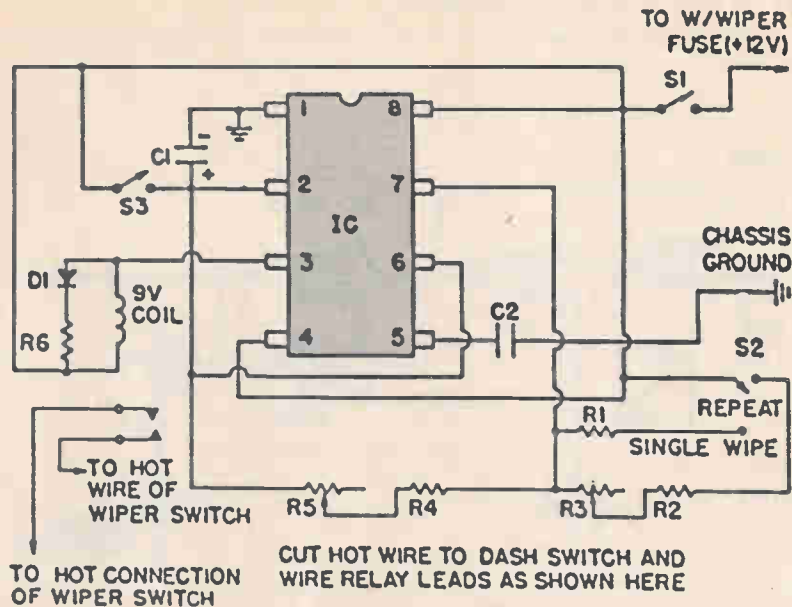 TO W/WIPER
FUSE(+12V)
S1
1
8
C1
-
+
S3
2
7
IC
CHASSIS
GROUND
3
6
D1
9V
COIL
C2
R6
4
5
S2
REPEAT
R1
SINGLE WIPE
TO HOT
WIRE OF
WIPER SWITCH
R5
R4
R3
R2
TO HOT CONNECTION
OF WIPER SWITCH
CUT HOT WIRE TO DASH SWITCH AND
WIRE RELAY LEADS AS SHOWN HERE